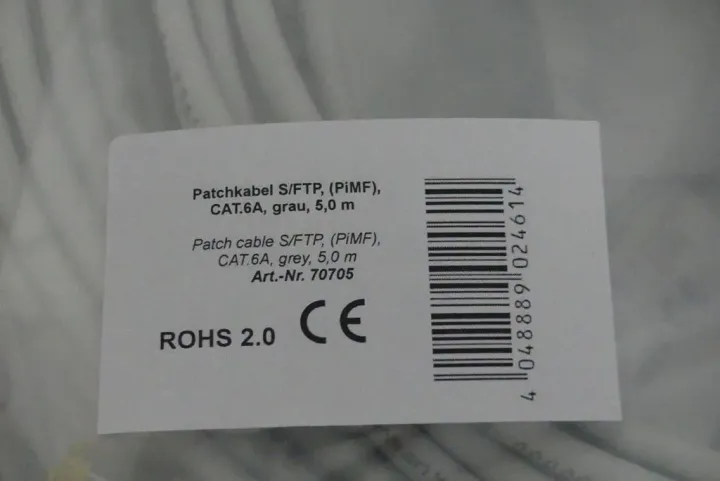 Patchkabel S/FTP, (PiMF),
CAT.6A, grau, 5,0 m
Patch cable S/FTP, (PiMF),
CAT.6A, grey, 5,0 m
Art.-Nr. 70705
ROHS 2.0 CE
4 048889 024614